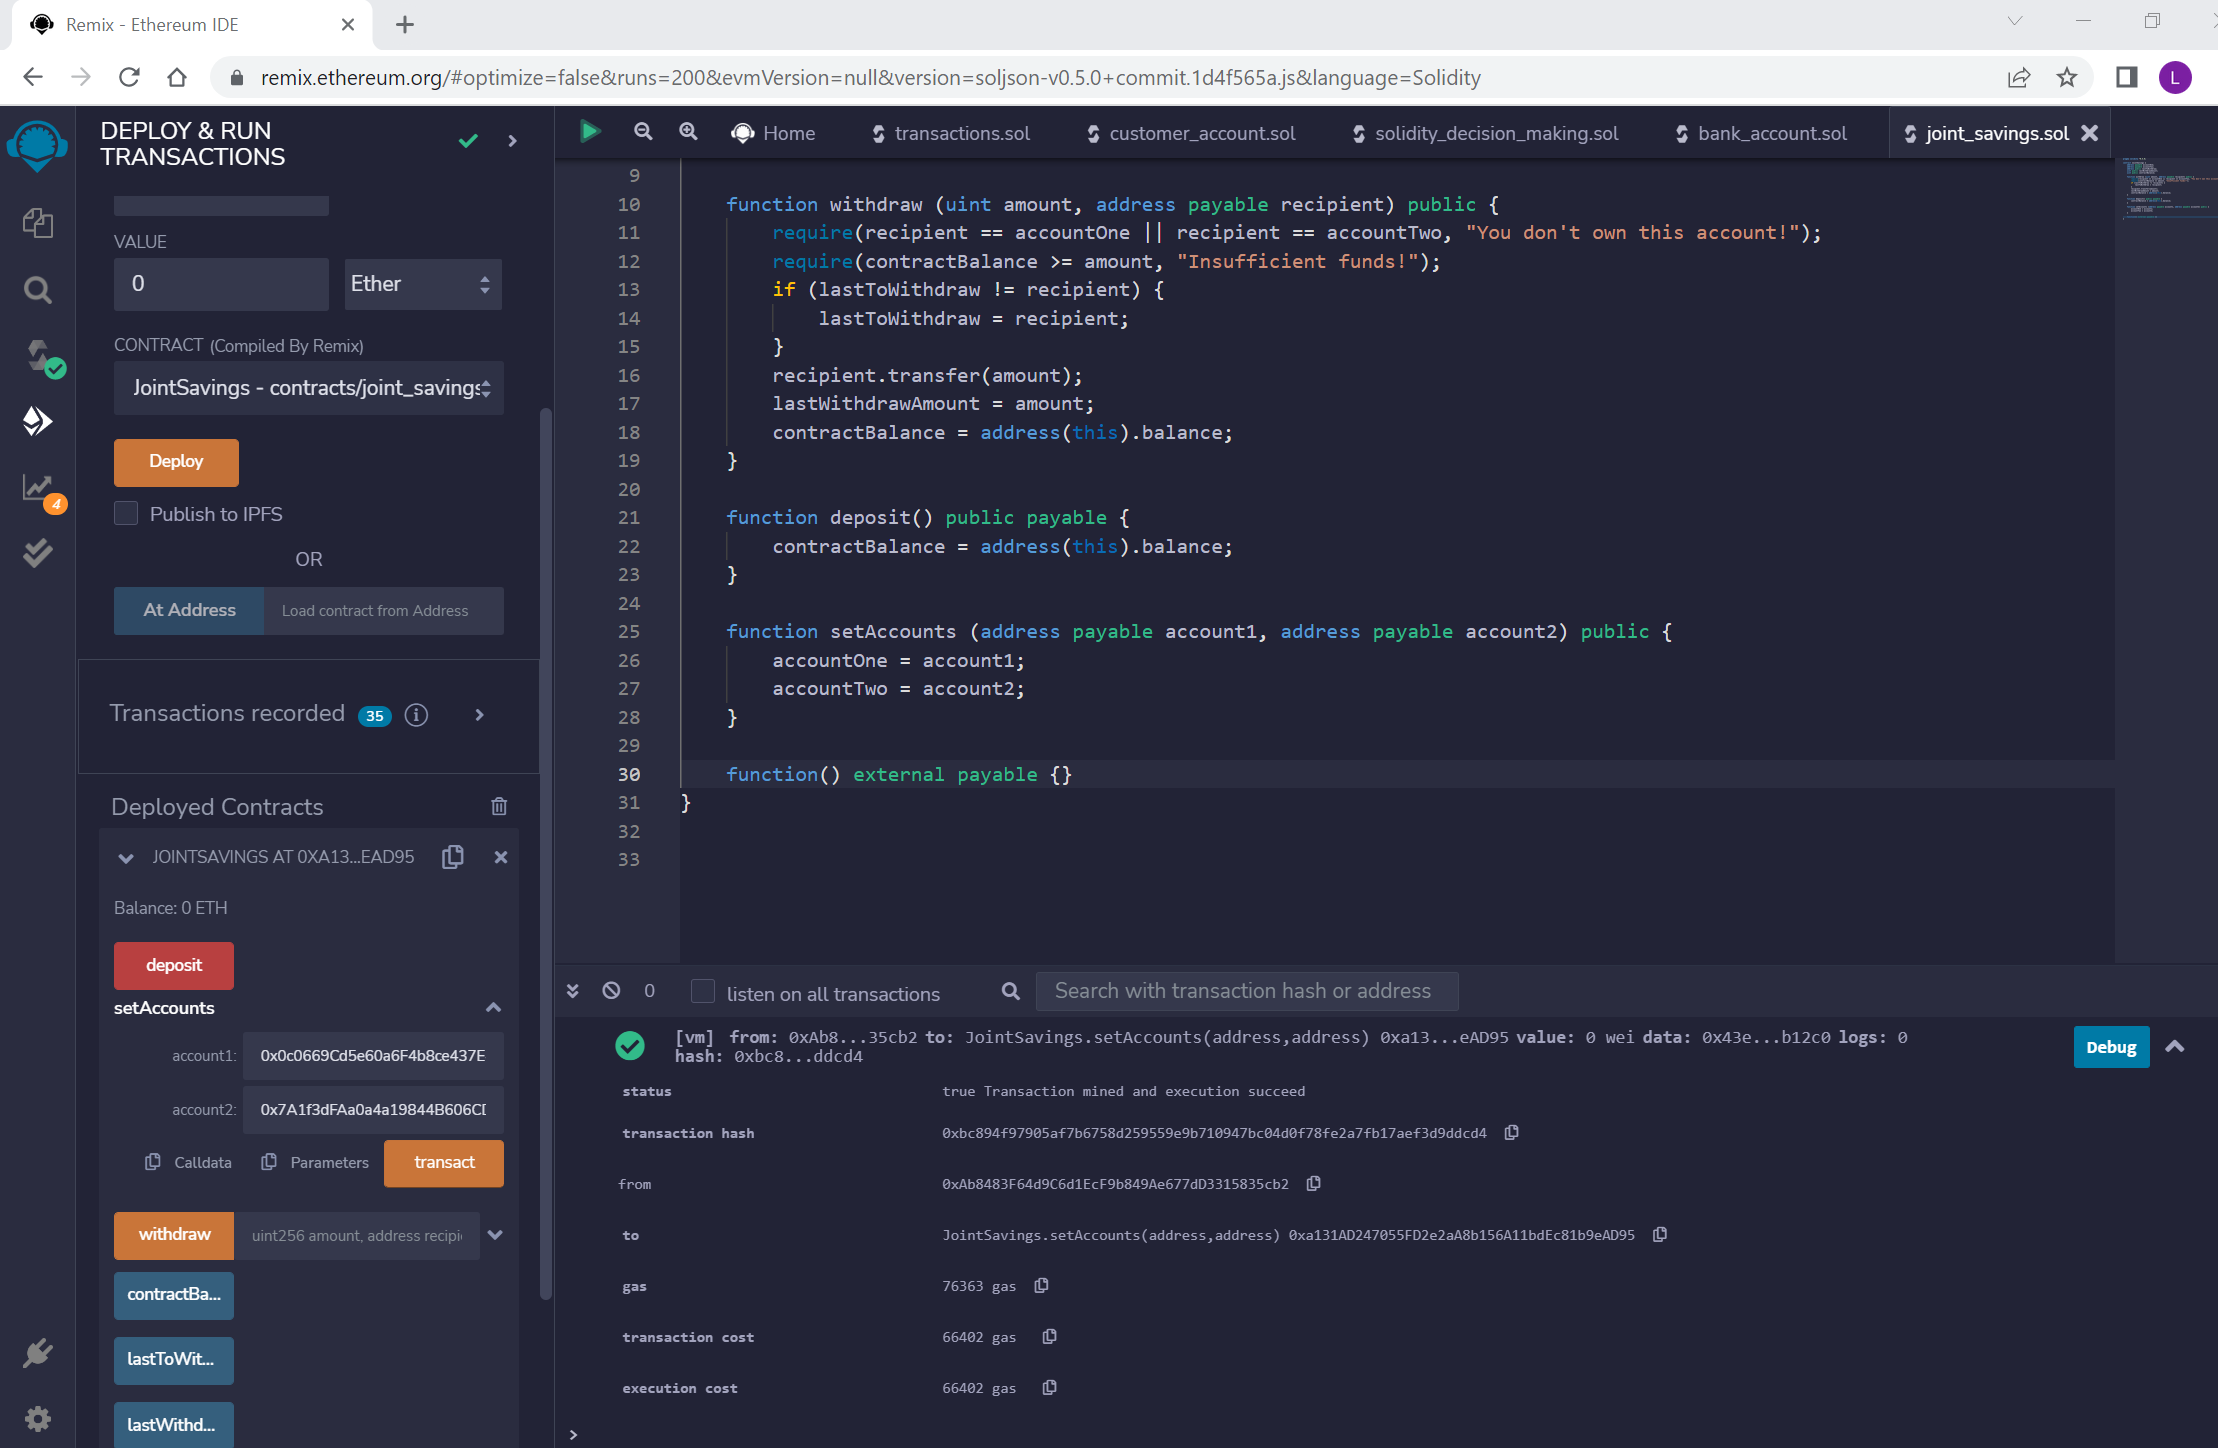 Remix - Ethereum IDE
remix.ethereum.org/#optimize=false&runs=200&evmVersion=null&version=soljson-v0.5.0+commit.1d4f565a.js&language=Solidity
L
DEPLOY & RUN
TRANSACTIONS
VALUE
0
Ether
CONTRACT (Compiled By Remix)
JointSavings - contracts/joint_savings
Deploy
Publish to IPFS
OR
At Address
Load contract from Address
4
Transactions recorded 35
Deployed Contracts
JOINTSAVINGS AT 0XA13...EAD95
Balance: 0 ETH
deposit
setAccounts
account1: 0x0c0669Cd5e60a6F4b8ce437E
account2: 0x7A1f3dFAa0a4a19844B606CD
Calldata Parameters transact
withdraw uint256 amount, address recipi
contractBa...
lastToWit...
lastWithd...
Home transactions.sol customer_account.sol solidity_decision_making.sol bank_account.sol joint_savings.sol
9
10 function withdraw (uint amount, address payable recipient) public {
11 require(recipient == accountOne || recipient == accountTwo, "You don't own this account!");
12 require(contractBalance >= amount, "Insufficient funds!");
13 if (lastToWithdraw != recipient) {
14 lastToWithdraw = recipient;
15 }
16 recipient.transfer(amount);
17 lastWithdrawAmount = amount;
18 contractBalance = address(this).balance;
19 }
20
21 function deposit() public payable {
22 contractBalance = address(this).balance;
23 }
24
25 function setAccounts (address payable account1, address payable account2) public {
26 accountOne = account1;
27 accountTwo = account2;
28 }
29
30 function() external payable {}
31 }
32
33
0 listen on all transactions Search with transaction hash or address
[vm] from: 0xAb8...35cb2 to: JointSavings.setAccounts(address,address) 0xa13...eAD95 value: 0 wei data: 0x43e...b12c0 logs: 0
hash: 0xbc8...ddcd4
Debug
status true Transaction mined and execution succeed
transaction hash 0xbc894f97905af7b6758d259559e9b710947bc04d0f78fe2a7fb17aef3d9ddcd4
from 0xAb8483F64d9C6d1EcF9b849Ae677dD3315835cb2
to JointSavings.setAccounts(address,address) 0xa131AD247055FD2e2aA8b156A11bdEc81b9eAD95
gas 76363 gas
transaction cost 66402 gas
execution cost 66402 gas
>